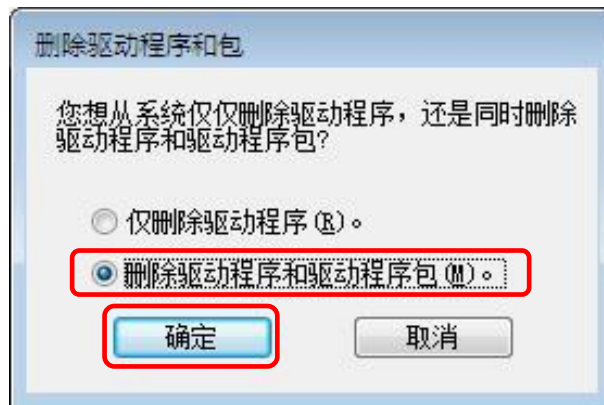 删除驱动程序和包
您想从系统仅仅删除驱动程序，还是同时删除
驱动程序和驱动程序包？
仅删除驱动程序(R)。
删除驱动程序和驱动程序包(M)。
确定 取消